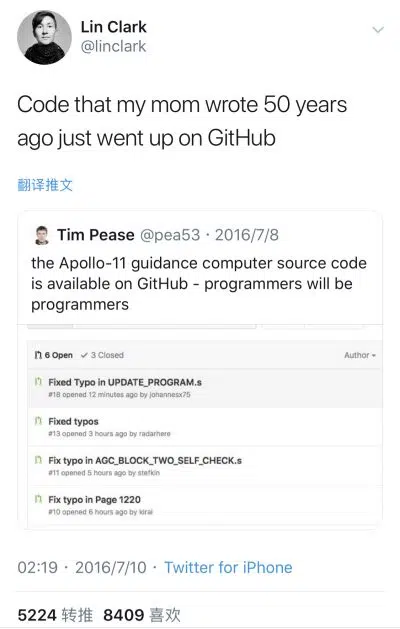 Lin Clark
@linclark
Code that my mom wrote 50 years
ago just went up on GitHub
翻译推文
Tim Pease @pea53 · 2016/7/8
the Apollo-11 guidance computer source code
is available on GitHub - programmers will be
programmers
6 Open ✓ 3 Closed Author
Fixed Typo in UPDATE_PROGRAM.s
#18 opened 12 minutes ago by johannesx75
Fixed typos
#13 opened 3 hours ago by radarhere
Fix typo in AGC_BLOCK_TWO_SELF_CHECK.s
#11 opened 5 hours ago by stefkin
Fix typo in Page 1220
#10 opened 6 hours ago by kirai
02:19 · 2016/7/10 · Twitter for iPhone
5224 转推 8409 喜欢